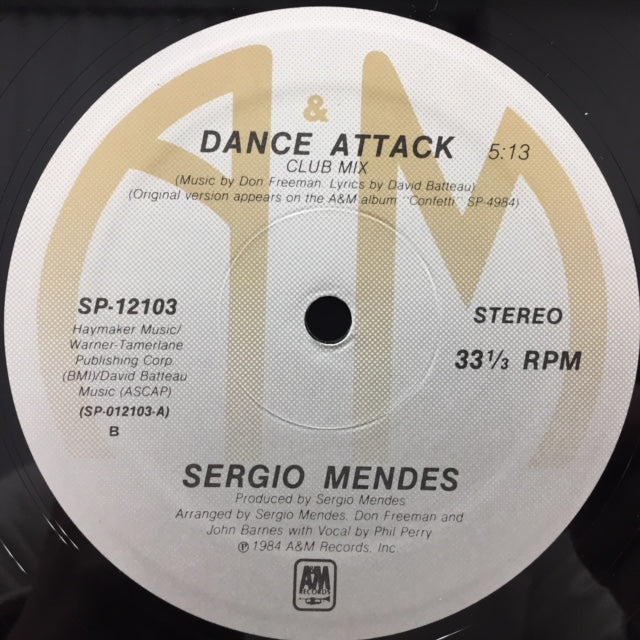 &
DANCE ATTACK 5:13
CLUB MIX
(Music by Don Freeman. Lyrics by David Batteau)
(Original version appears on the A&M album "Confetti" SP-4984)
SP-12103
Haymaker Music/
Warner-Tamerlane
Publishing Corp.
(BMI)/David Batteau
Music (ASCAP)
(SP-012103-A)
B
STEREO
33 1/3 RPM
SERGIO MENDES
Produced by Sergio Mendes
Arranged by Sergio Mendes, Don Freeman and
John Barnes with Vocal by Phil Perry
℗ 1984 A&M Records, Inc.
A&M
RECORDS